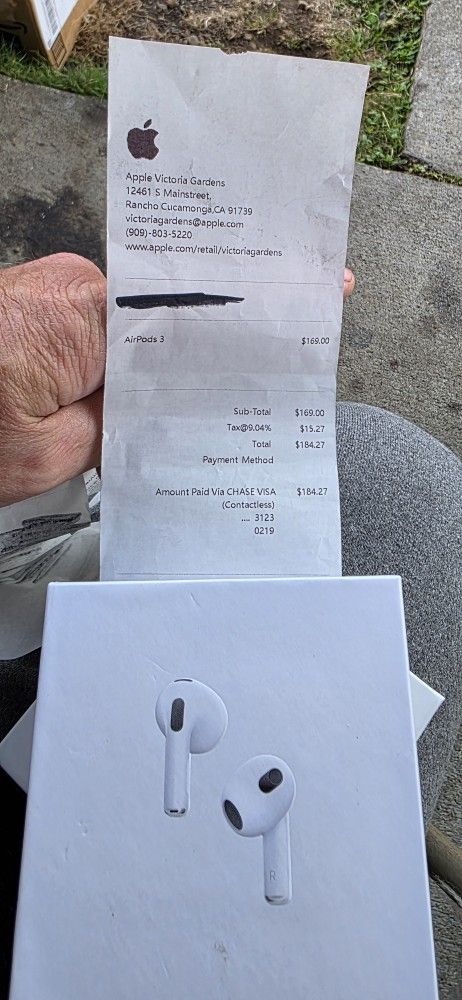 Apple Victoria Gardens
12461 S Mainstreet,
Rancho Cucamonga,CA 91739
victoriagardens@apple.com
(909)-803-5220
www.apple.com/retail/victoriagardens
AirPods 3 $169.00
Sub-Total $169.00
Tax@9.04% $15.27
Total $184.27
Payment Method
Amount Paid Via CHASE VISA $184.27
(Contactless)
.... 3123
0219
R